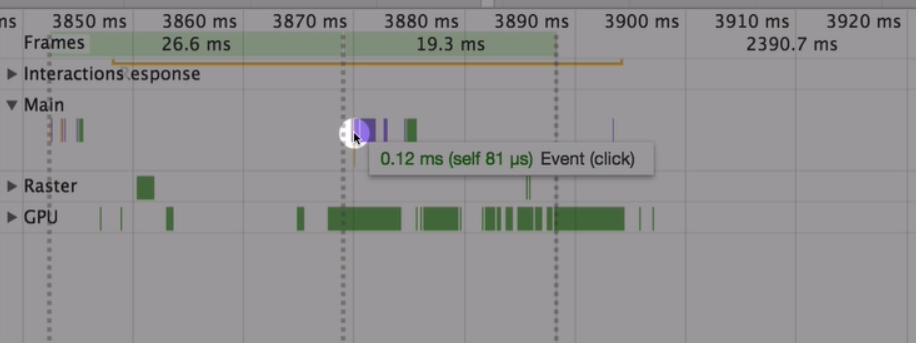 ms 3850 ms 3860 ms 3870 ms 3880 ms 3890 ms 3900 ms 3910 ms 3920 ms
Frames 26.6 ms 19.3 ms 2390.7 ms
Interactions esponse
Main
0.12 ms (self 81 μs) Event (click)
Raster
GPU